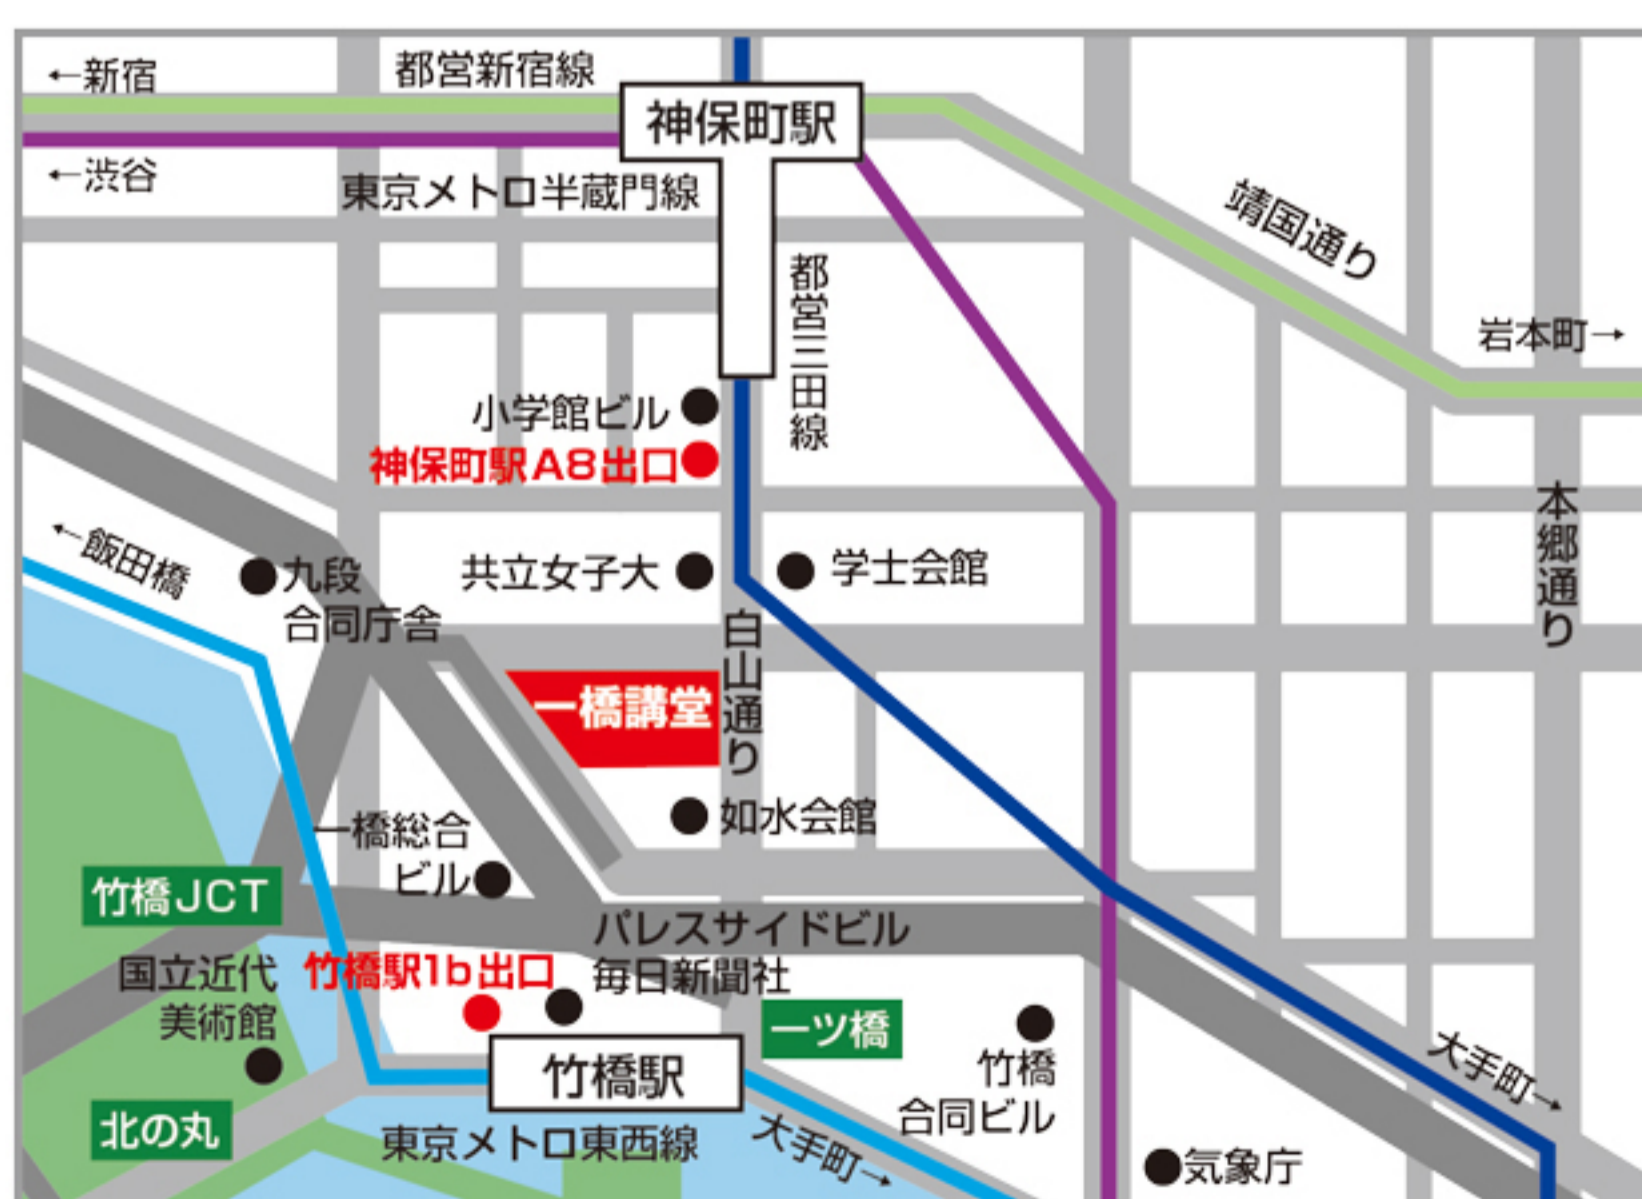 ←新宿
都営新宿線
神保町駅
←渋谷
東京メトロ半蔵門線
靖国通り
都営三田線
岩本町→
小学館ビル
神保町駅A8出口
本郷通り
←飯田橋
九段
合同庁舎
共立女子大
学士会館
白山通り
一橋講堂
如水会館
一橋総合
ビル
竹橋JCT
パレスサイドビル
毎日新聞社
国立近代
美術館
竹橋駅1b出口
一ツ橋
竹橋
合同ビル
大手町→
竹橋駅
北の丸
東京メトロ東西線
大手町→
気象庁